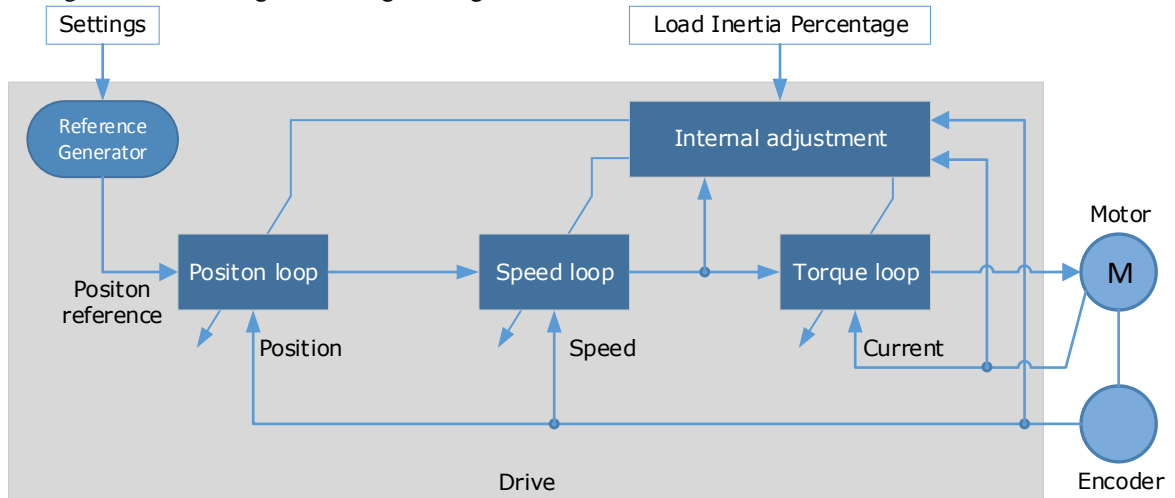 Settings
Load Inertia Percentage
Reference
Generator
Internal adjustment
Motor
Positon loop
Speed loop
Torque loop
M
Positon
reference
Position
Speed
Current
Drive
Encoder